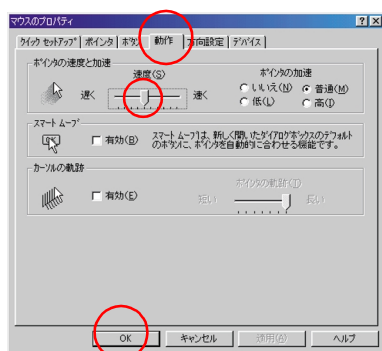 マウスのプロパティ
クイック セットアップ ポインタ ボタン 動作 方向設定 デバイス
ポインタの速度と加速
速度(S)
遅く 速く
ポインタの加速
いいえ(N) 普通(M)
低(L) 高(I)
スマート ムーブ
有効(B)
スマート ムーブは、新しく開いたダイアログボックスのデフォルト
のボタンに、ポインタを自動的に合わせる機能です。
カーソルの軌跡
有効(E)
ポインタの軌跡(T)
短い 長い
OK キャンセル 適用(A) ヘルプ